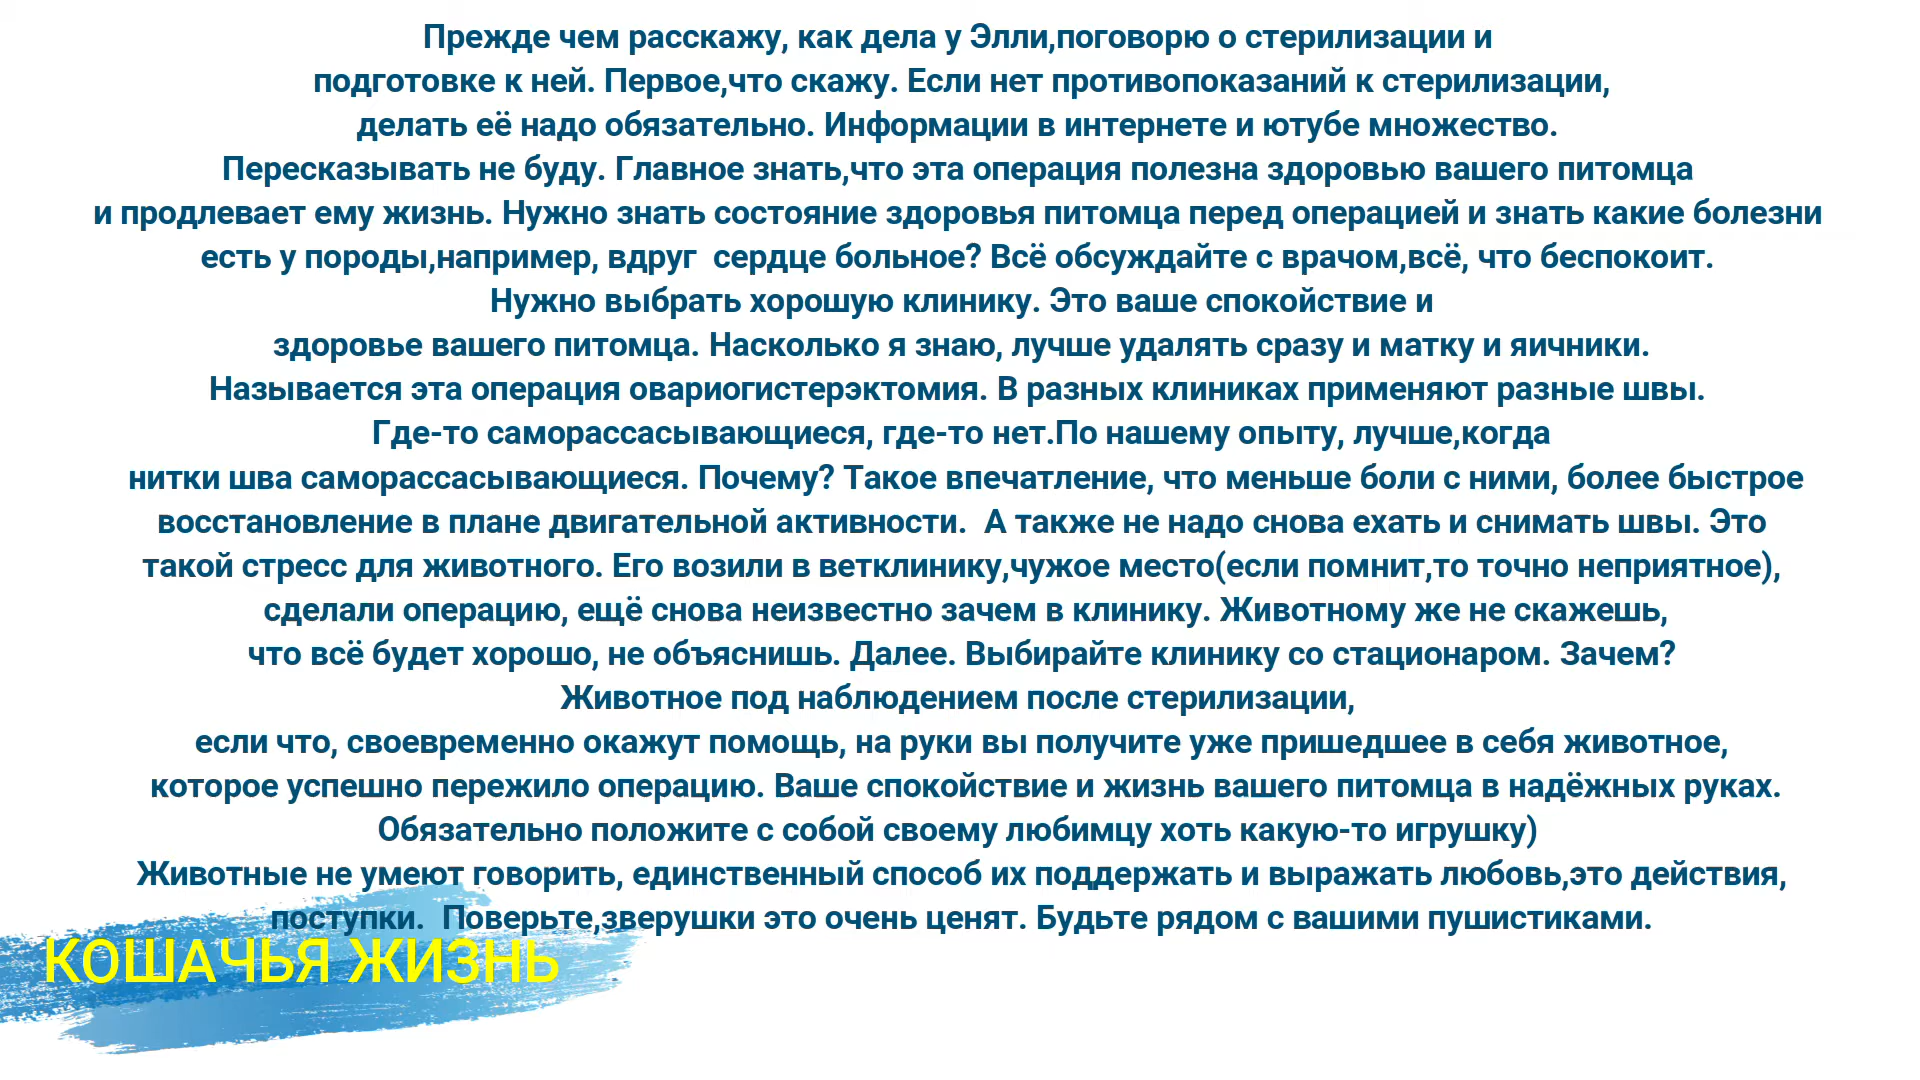 Прежде чем расскажу, как дела у Элли,поговорю о стерилизации и
подготовке к ней. Первое,что скажу. Если нет противопоказаний к стерилизации,
делать её надо обязательно. Информации в интернете и ютубе множество.
Пересказывать не буду. Главное знать,что эта операция полезна здоровью вашего питомца
и продлевает ему жизнь. Нужно знать состояние здоровья питомца перед операцией и знать какие болезни
есть у породы,например, вдруг  сердце больное? Всё обсуждайте с врачом,всё, что беспокоит.
Нужно выбрать хорошую клинику. Это ваше спокойствие и
здоровье вашего питомца. Насколько я знаю, лучше удалять сразу и матку и яичники.
Называется эта операция овариогистерэктомия. В разных клиниках применяют разные швы.
Где-то саморассасывающиеся, где-то нет.По нашему опыту, лучше,когда
нитки шва саморассасывающиеся. Почему? Такое впечатление, что меньше боли с ними, более быстрое
восстановление в плане двигательной активности.  А также не надо снова ехать и снимать швы. Это
такой стресс для животного. Его возили в ветклинику,чужое место(если помнит,то точно неприятное),
сделали операцию, ещё снова неизвестно зачем в клинику. Животному же не скажешь,
что всё будет хорошо, не объяснишь. Далее. Выбирайте клинику со стационаром. Зачем?
Животное под наблюдением после стерилизации,
если что, своевременно окажут помощь, на руки вы получите уже пришедшее в себя животное,
которое успешно пережило операцию. Ваше спокойствие и жизнь вашего питомца в надёжных руках.
Обязательно положите с собой своему любимцу хоть какую-то игрушку)
Животные не умеют говорить, единственный способ их поддержать и выражать любовь,это действия,
поступки.  Поверьте,зверушки это очень ценят. Будьте рядом с вашими пушистиками.
КОШАЧЬЯ ЖИЗНЬ